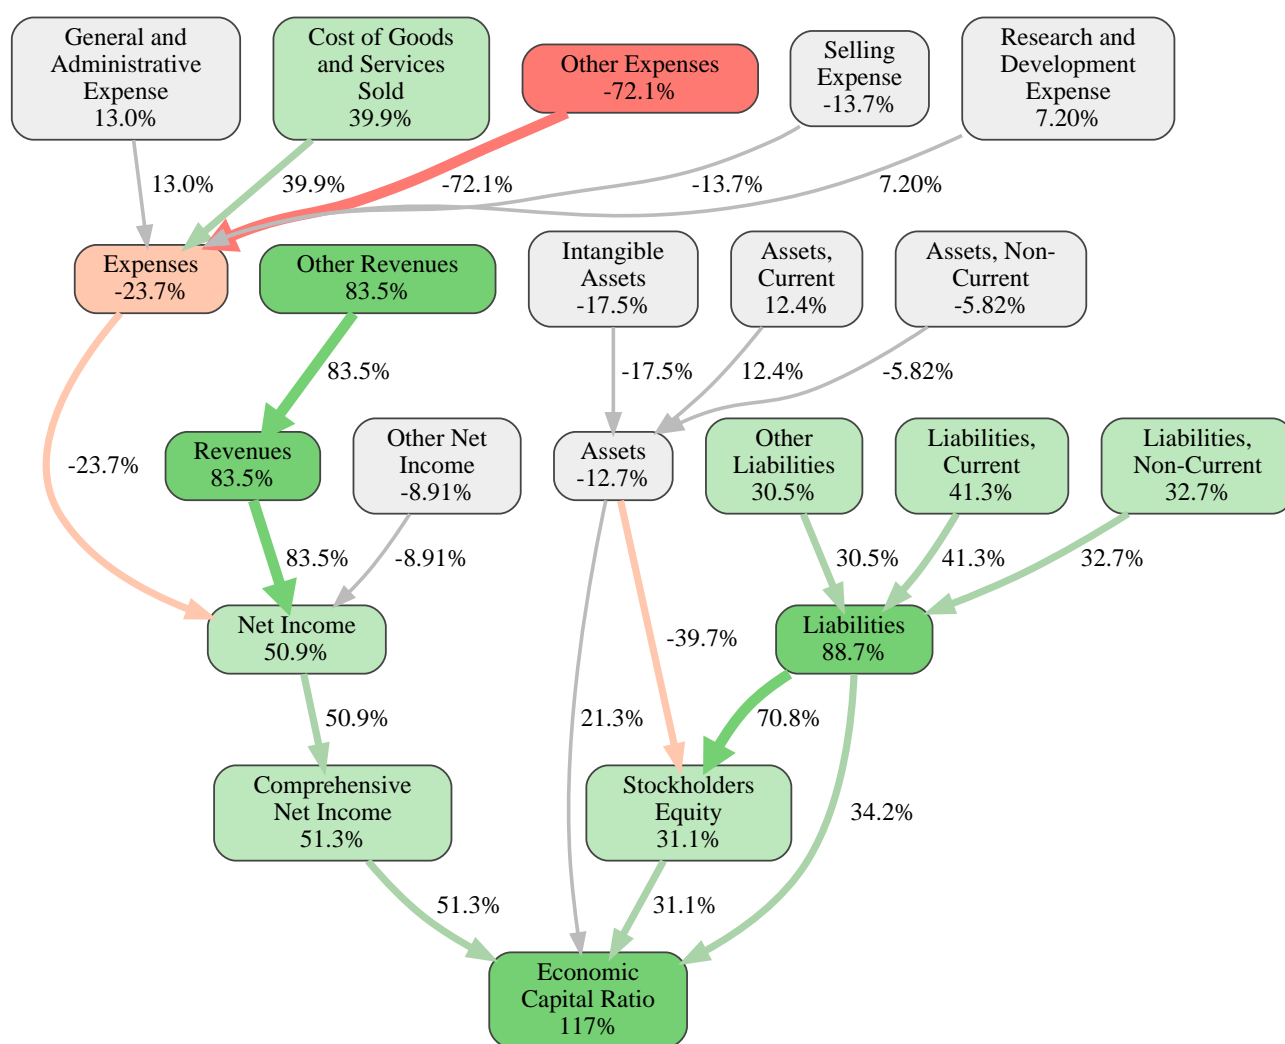 General and
Administrative
Expense
13.0%
Cost of Goods
and Services
Sold
39.9%
Other Expenses
-72.1%
Selling
Expense
-13.7%
Research and
Development
Expense
7.20%
13.0%
39.9%
-72.1%
-13.7%
7.20%
Expenses
-23.7%
Other Revenues
83.5%
Intangible
Assets
-17.5%
Assets,
Current
12.4%
Assets, Non-
Current
-5.82%
83.5%
-17.5%
12.4%
-5.82%
-23.7%
Revenues
83.5%
Other Net
Income
-8.91%
Assets
-12.7%
Other
Liabilities
30.5%
Liabilities,
Current
41.3%
Liabilities,
Non-Current
32.7%
83.5%
-8.91%
30.5%
41.3%
32.7%
Net Income
50.9%
-39.7%
Liabilities
88.7%
50.9%
21.3%
70.8%
Comprehensive
Net Income
51.3%
Stockholders
Equity
31.1%
34.2%
51.3%
31.1%
Economic
Capital Ratio
117%